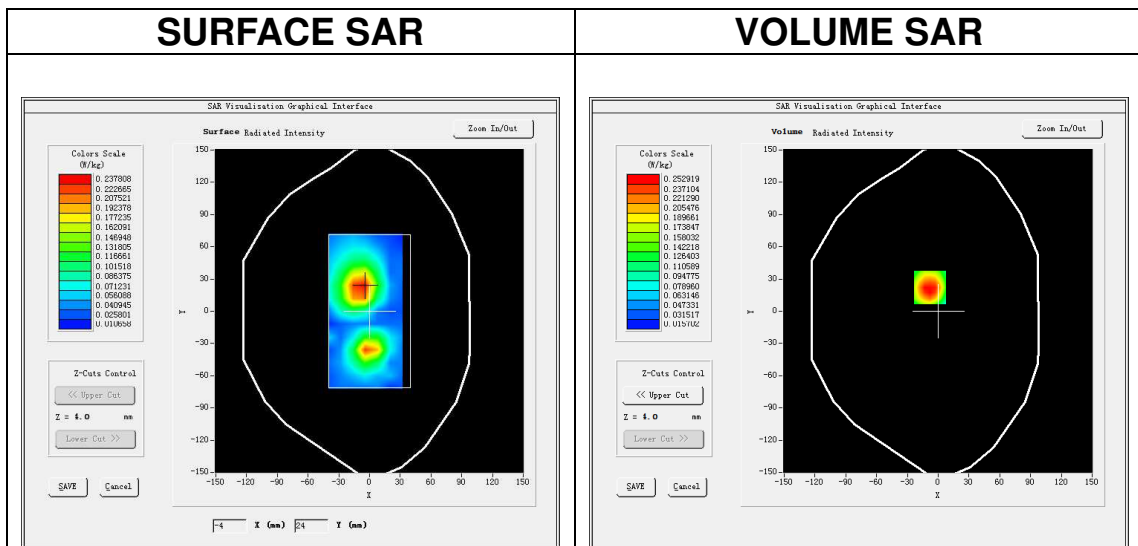 SURFACE SAR
VOLUME SAR
SAR Visualisation Graphical Interface
Surface Radiated Intensity
Zoom In/Out
Colors Scale
(W/kg)
0.237808
0.222665
0.207521
0.192378
0.177235
0.162091
0.146948
0.131805
0.116661
0.101518
0.086375
0.071231
0.056088
0.040945
0.025801
0.010658
150
120
90
60
30
0
-30
-60
-90
-120
-150
Y
-150 -120 -90 -60 -30 0 30 60 90 120 150
X
Z-Cuts Control
<< Upper Cut
Z = 4.0 mm
Lower Cut >>
SAVE
Cancel
-4 X (mm) 24 Y (mm)
SAR Visualisation Graphical Interface
Volume Radiated Intensity
Zoom In/Out
Colors Scale
(W/kg)
0.252919
0.237104
0.221290
0.205476
0.189661
0.173847
0.158032
0.142218
0.126403
0.110589
0.094775
0.078960
0.063146
0.047331
0.031517
0.015702
150
120
90
60
30
0
-30
-60
-90
-120
-150
Y
-150 -120 -90 -60 -30 0 30 60 90 120 150
X
Z-Cuts Control
<< Upper Cut
Z = 4.0 mm
Lower Cut >>
SAVE
Cancel